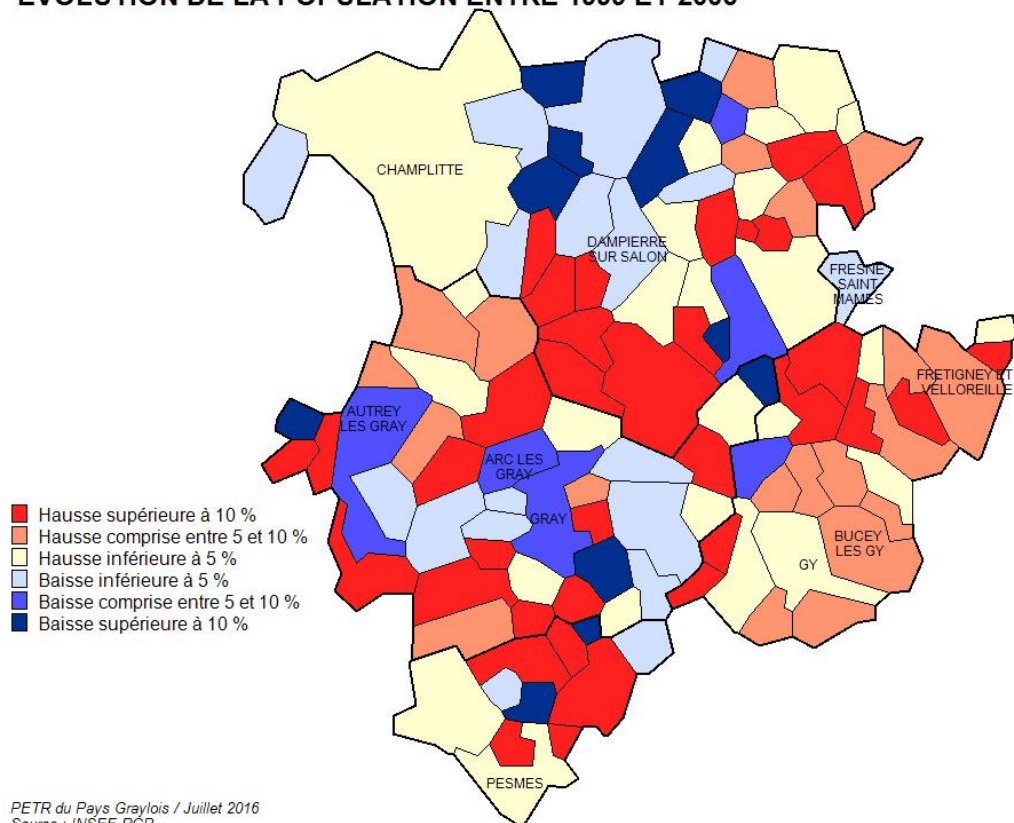 CHAMPLITTE
DAMPIERRE
SUR SALON
FRESNE
SAINT
MAMES
FRETIGNEY ET
VELLOREILLE
AUTREY
LES GRAY
ARC LES
GRAY
GRAY
BUCEY
LES GY
GY
PESMES
Hausse supérieure à 10 %
Hausse comprise entre 5 et 10 %
Hausse inférieure à 5 %
Baisse inférieure à 5 %
Baisse comprise entre 5 et 10 %
Baisse supérieure à 10 %
PETR du Pays Graylois / Juillet 2016